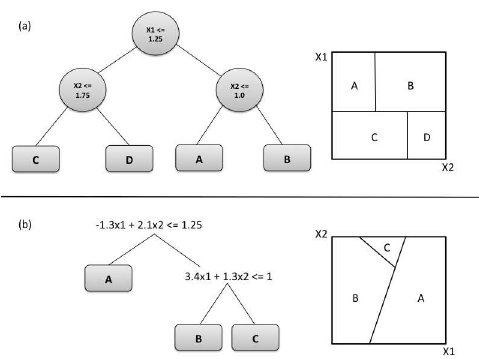 (a)
X1 <=
1.25
X2 <=
1.75
X2 <=
1.0
C
D
A
B
X1
A
B
C
D
X2
(b)
-1.3x1 + 2.1x2 <= 1.25
A
3.4x1 + 1.3x2 <= 1
B
C
X2
C
B
A
X1